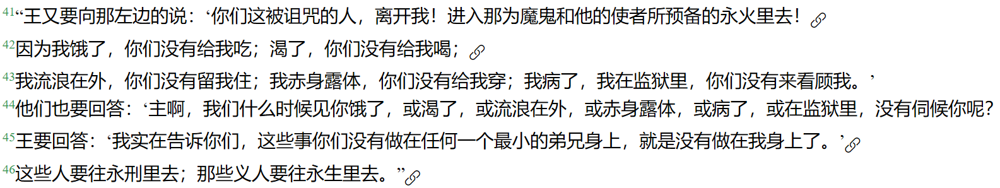 41“王又要向那左边的说：‘你们这被诅咒的人，离开我！进入那为魔鬼和他的使者所预备的永火里去！
42因为我饿了，你们没有给我吃；渴了，你们没有给我喝；
43我流浪在外，你们没有留我住；我赤身露体，你们没有给我穿；我病了，我在监狱里，你们没有来看顾我。’
44他们也要回答：‘主啊，我们什么时候见你饿了，或渴了，或流浪在外，或赤身露体，或病了，或在监狱里，没有伺候你呢？
45王要回答：‘我实在告诉你们，这些事你们没有做在任何一个最小的弟兄身上，就是没有做在我身上了。’
46这些人要往永刑里去；那些义人要往永生里去。”